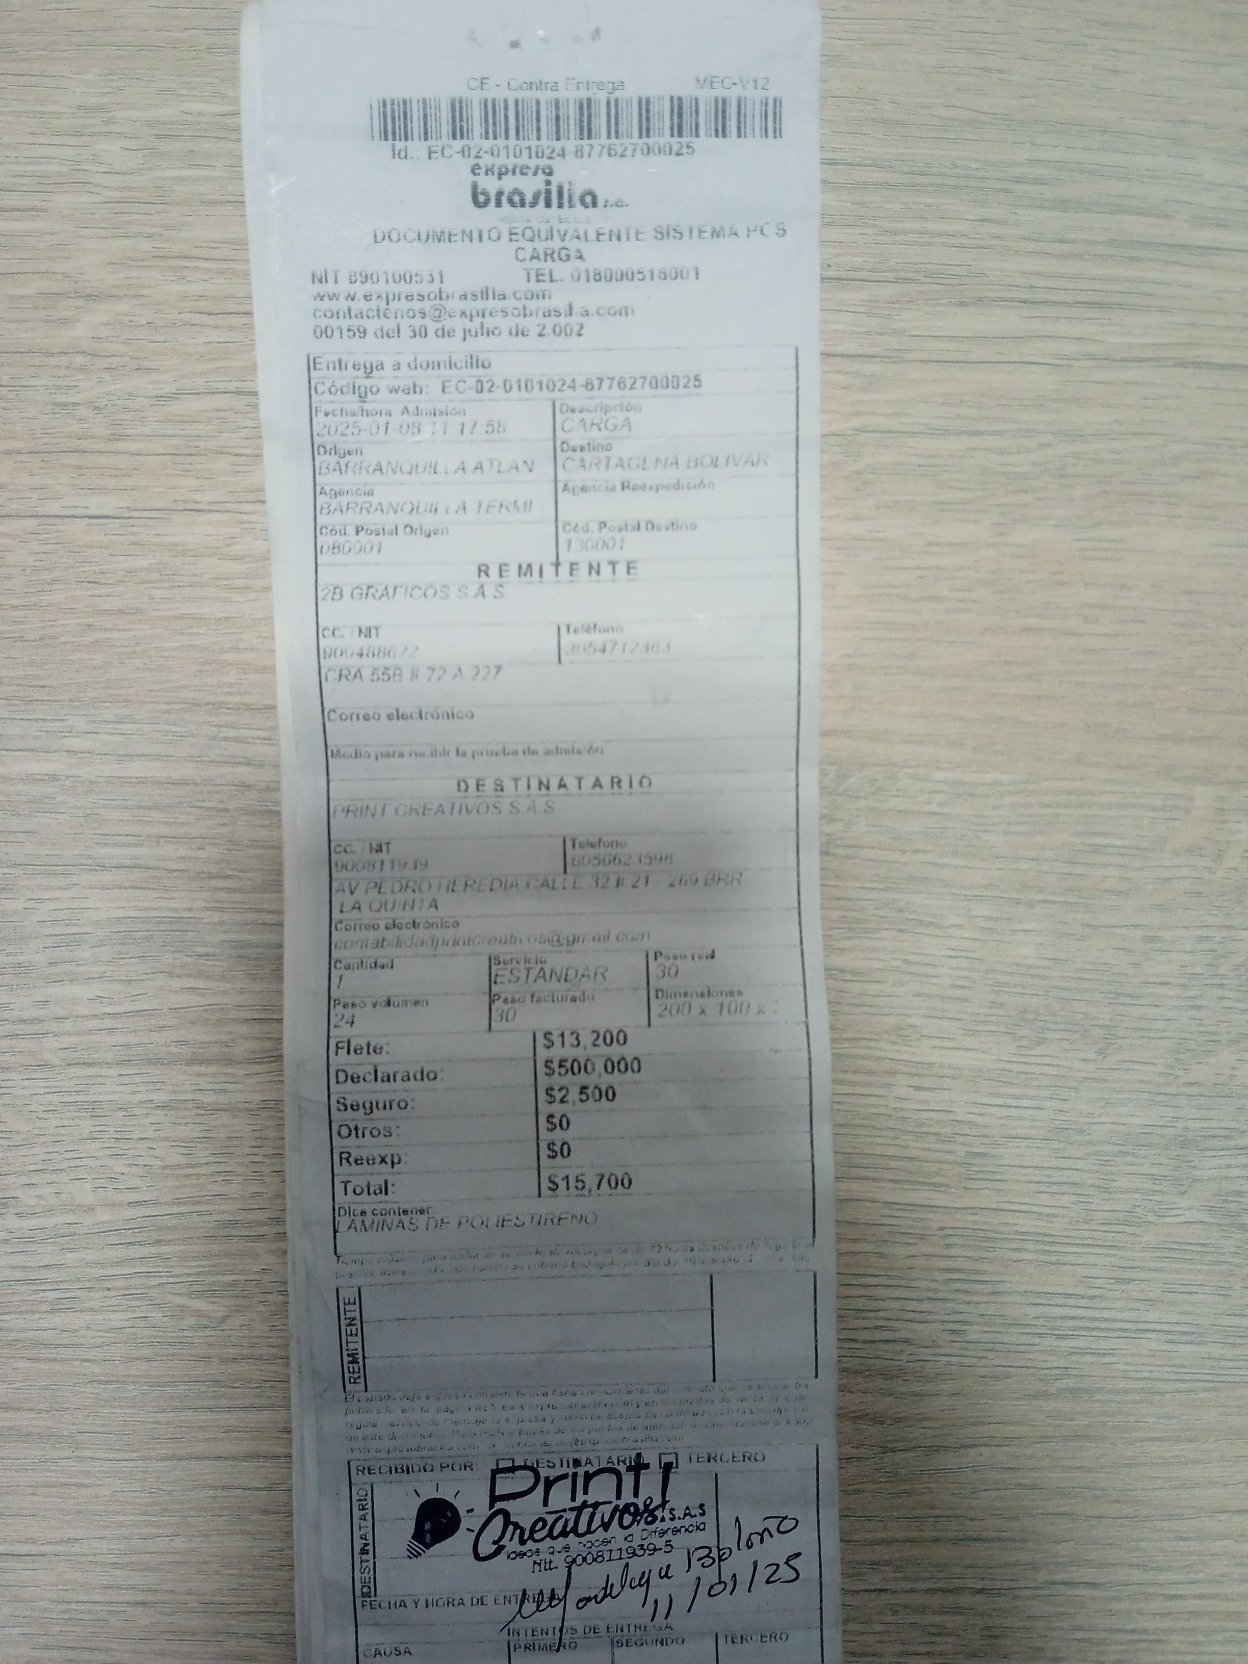 CE - Contra Entrega MEC-V12
Id.: EC-02-0101024-87762700025
expreso
brasilia s.a.
DOCUMENTO EQUIVALENTE SISTEMA POS
CARGA
NIT 890100531 TEL. 018000518001
www.expresobrasilia.com
contactenos@expresobrasilia.com
00159 del 30 de julio de 2.002
Entrega a domicilio
Código web: EC-02-0101024-87762700025
Fecha/hora Admisión Descripción
2025-01-08 11:17:58 CARGA
Origen Destino
BARRANQUILLA ATLAN CARTAGENA BOLIVAR
Agencia Agencia Reexpedición
BARRANQUILLA TERMI
Cód. Postal Origen Cód. Postal Destino
080001 130001
REMITENTE
2B GRAFICOS S A S
CC. / NIT Teléfono
900488622 3054712363
CRA 55B # 72 A 227
Correo electrónico
Medio para recibir la prueba de admisión
DESTINATARIO
PRINT CREATIVOS S.A.S
CC. / NIT Teléfono
900811939 6056623598
AV PEDRO HEREDIA CALLE 32 # 21 - 269 BRR
LA QUINTA
Correo electrónico
contabilidadprintcreativos@gmail.com
Cantidad Servicio Peso real
1 ESTANDAR 30
Peso volumen Peso facturado Dimensiones
24 30 200 x 100 x
Flete: $13,200
Declarado: $500,000
Seguro: $2,500
Otros: $0
Reexp: $0
Total: $15,700
Dice contener
LAMINAS DE POLIESTIRENO
REMITENTE
RECIBIDO POR: DESTINATARIO TERCERO
DESTINATARIO
Print
Creativos S.A.S
Ideas que hacen la Diferencia
Nit. 900811939-5
Bolaño
11/01/25
FECHA Y HORA DE ENTREGA
INTENTOS DE ENTREGA
CAUSA PRIMERO SEGUNDO TERCERO